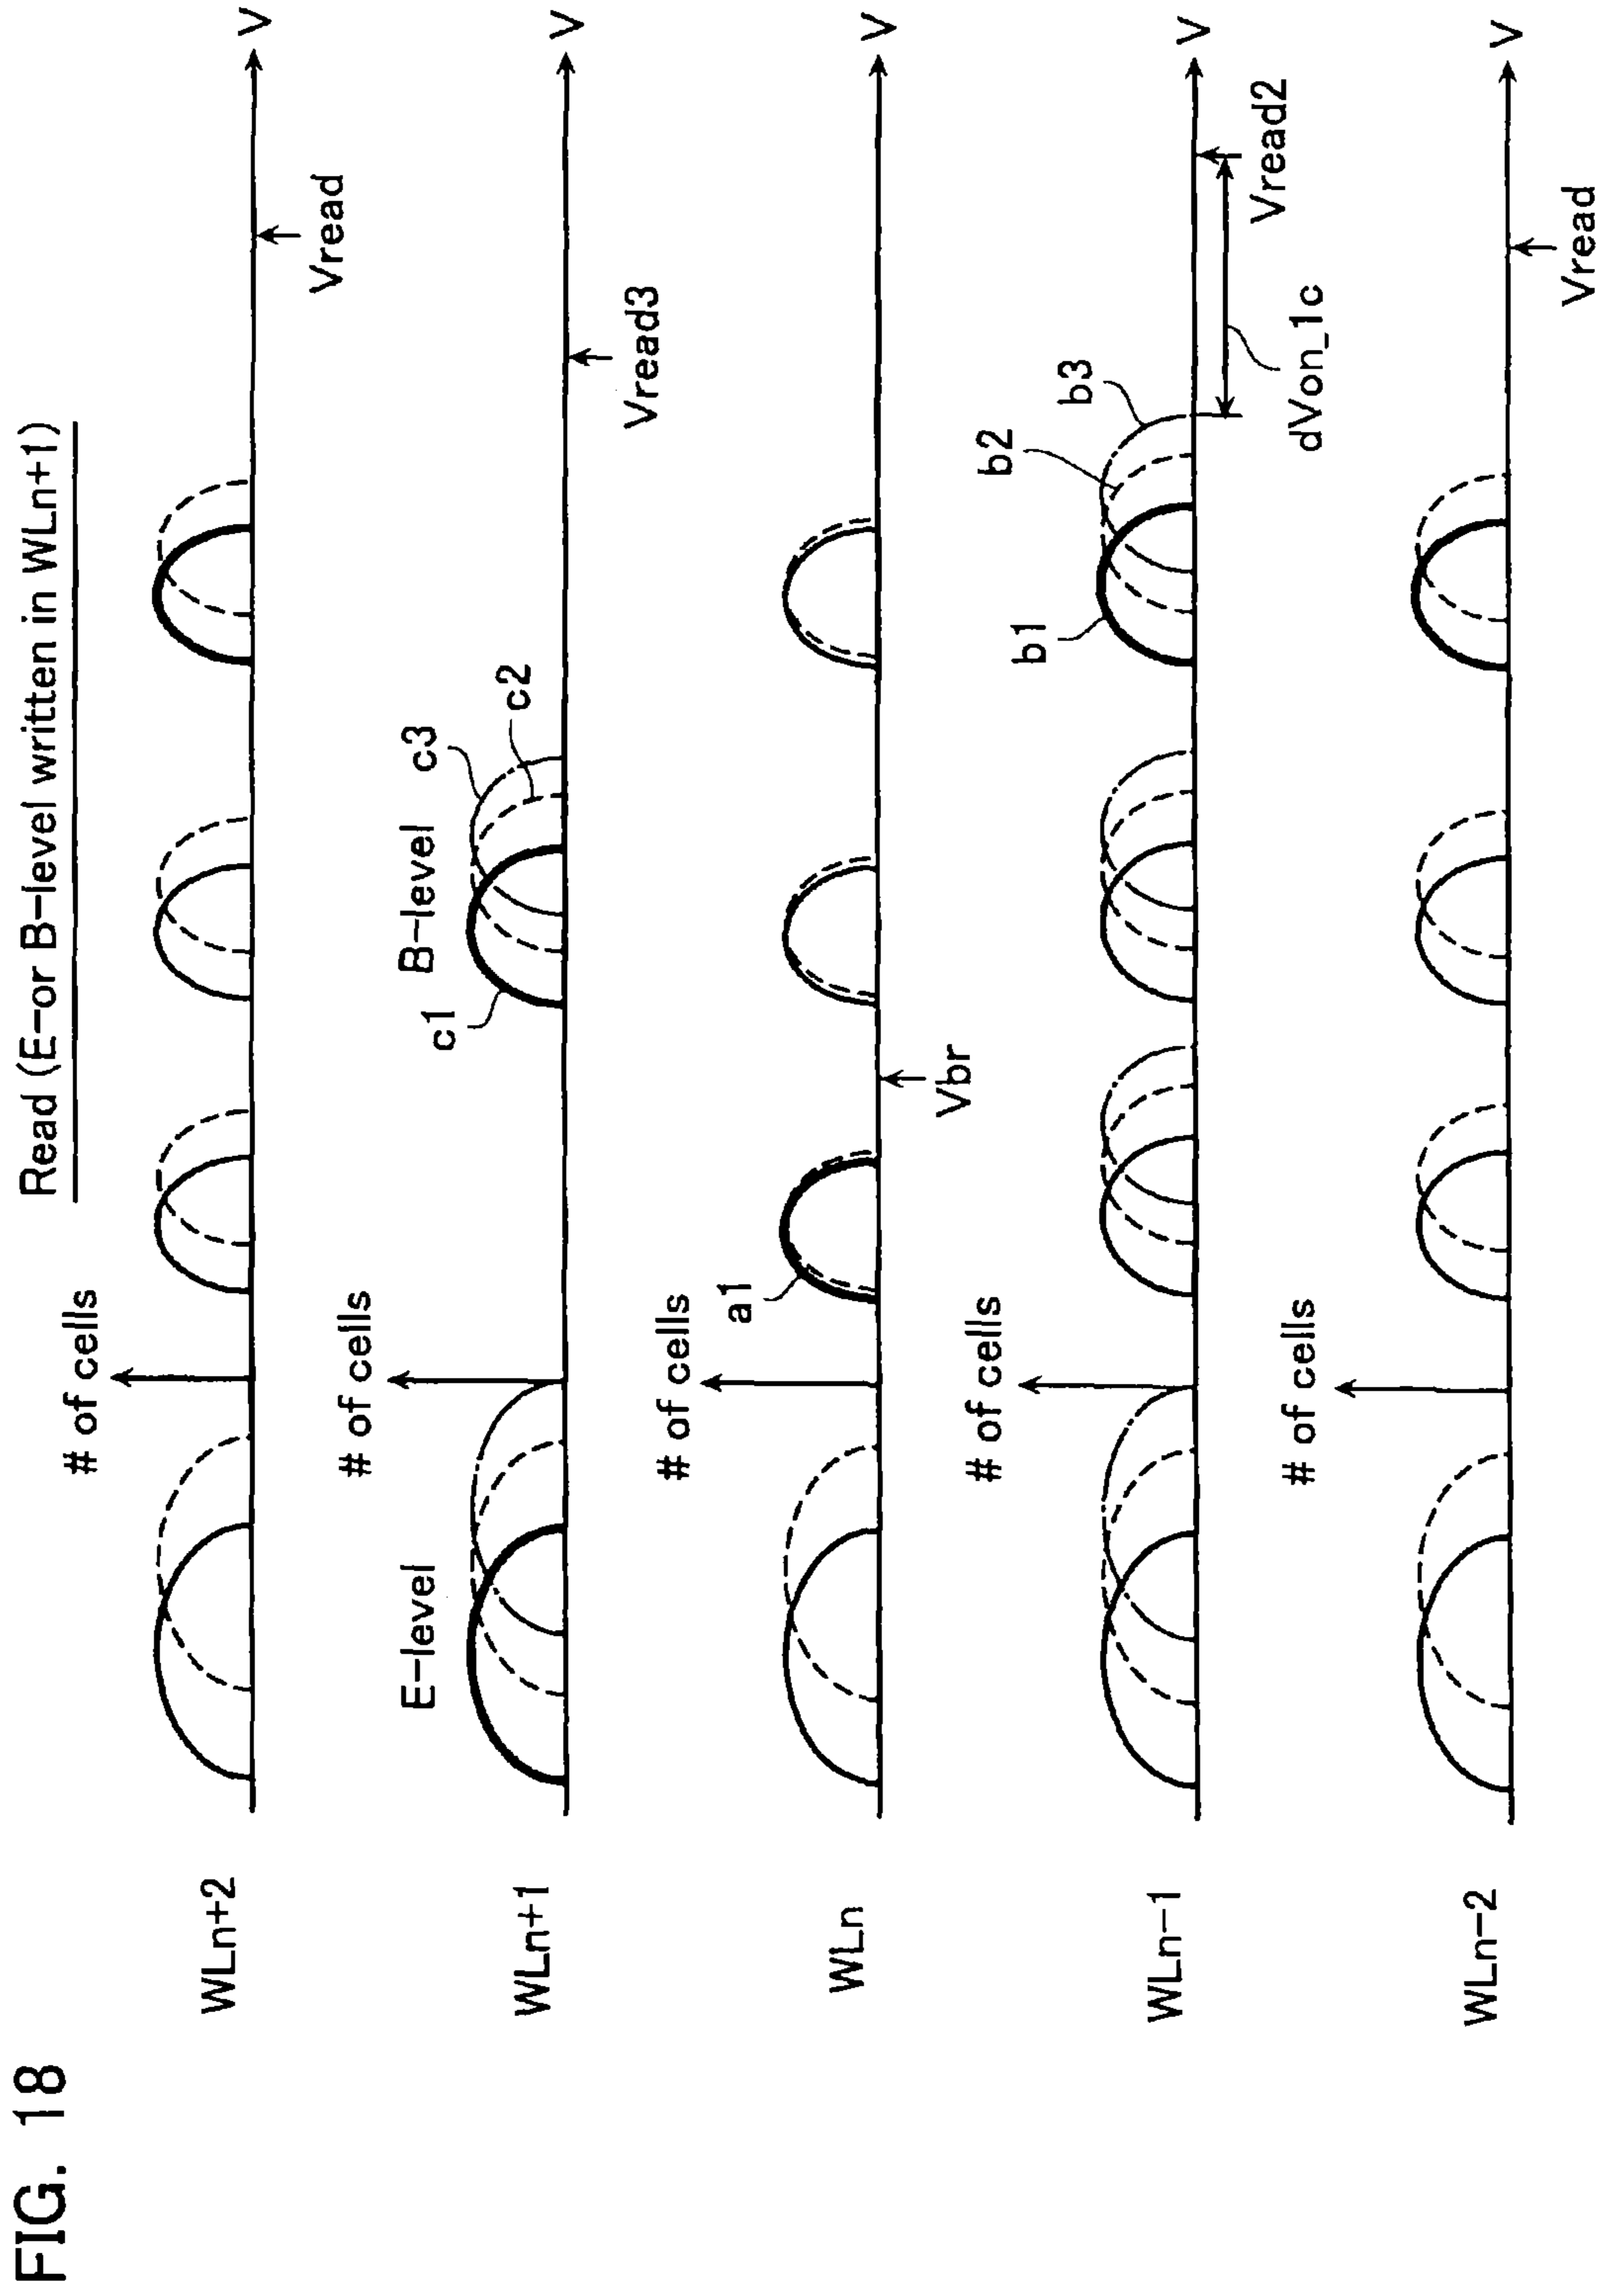 FIG. 18
Read (E-or B-level written in WLn+1)
WLn+2
# of cells
V
Vread
WLn+1
# of cells
E-level
B-level
c1
c2
c3
V
Vread3
WLn
# of cells
a1
V
Vbr
WLn-1
# of cells
b1
b2
b3
V
Vread2
dVon_1c
WLn-2
# of cells
V
Vread